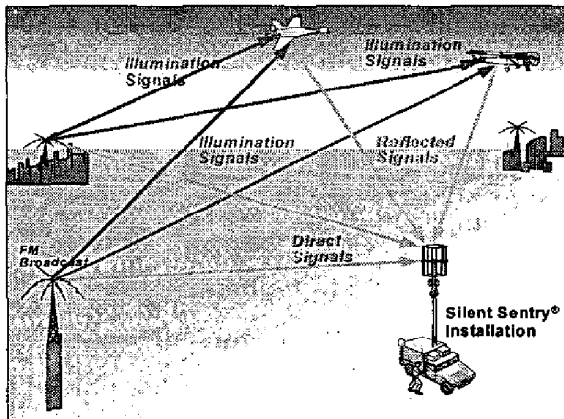 Illumination
Signals
Illumination
Signals
Illumination
Signals
Reflected
Signals
FM
Broadcast
Direct
Signals
Silent Sentry®
Installation